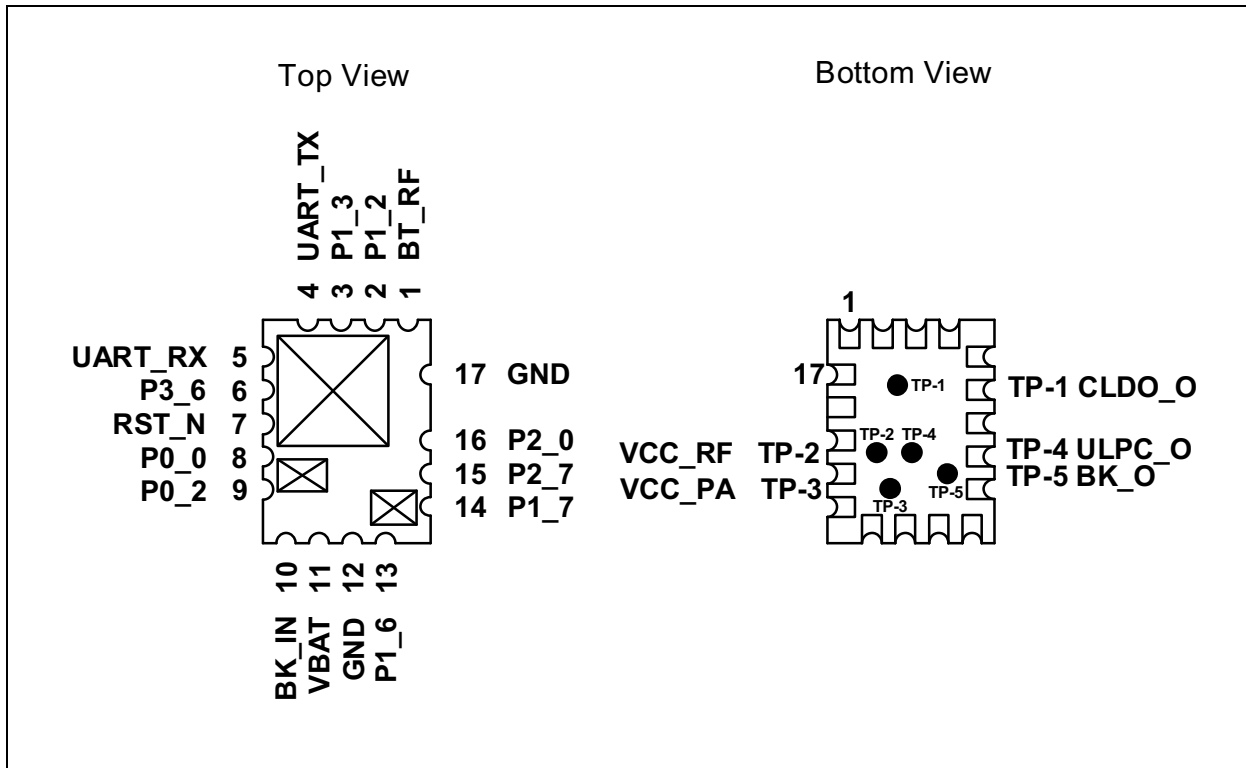 Top View
Bottom View
UART_TX
P1_3
P1_2
BT_RF
4
3
2
1
UART_RX 5
P3_6 6
RST_N 7
P0_0 8
P0_2 9
17 GND
16 P2_0
15 P2_7
14 P1_7
10
11
12
13
BK_IN
VBAT
GND
P1_6
1
17
TP-1
TP-1 CLDO_O
TP-2
TP-4
VCC_RF TP-2
TP-4 ULPC_O
VCC_PA TP-3
TP-5
TP-5 BK_O
TP-3